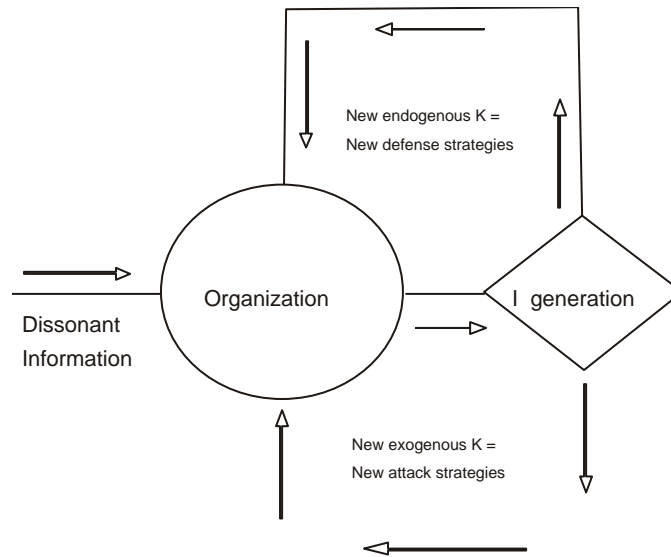 New endogenous K =
New defense strategies
Organization
I generation
Dissonant
Information
New exogenous K =
New attack strategies